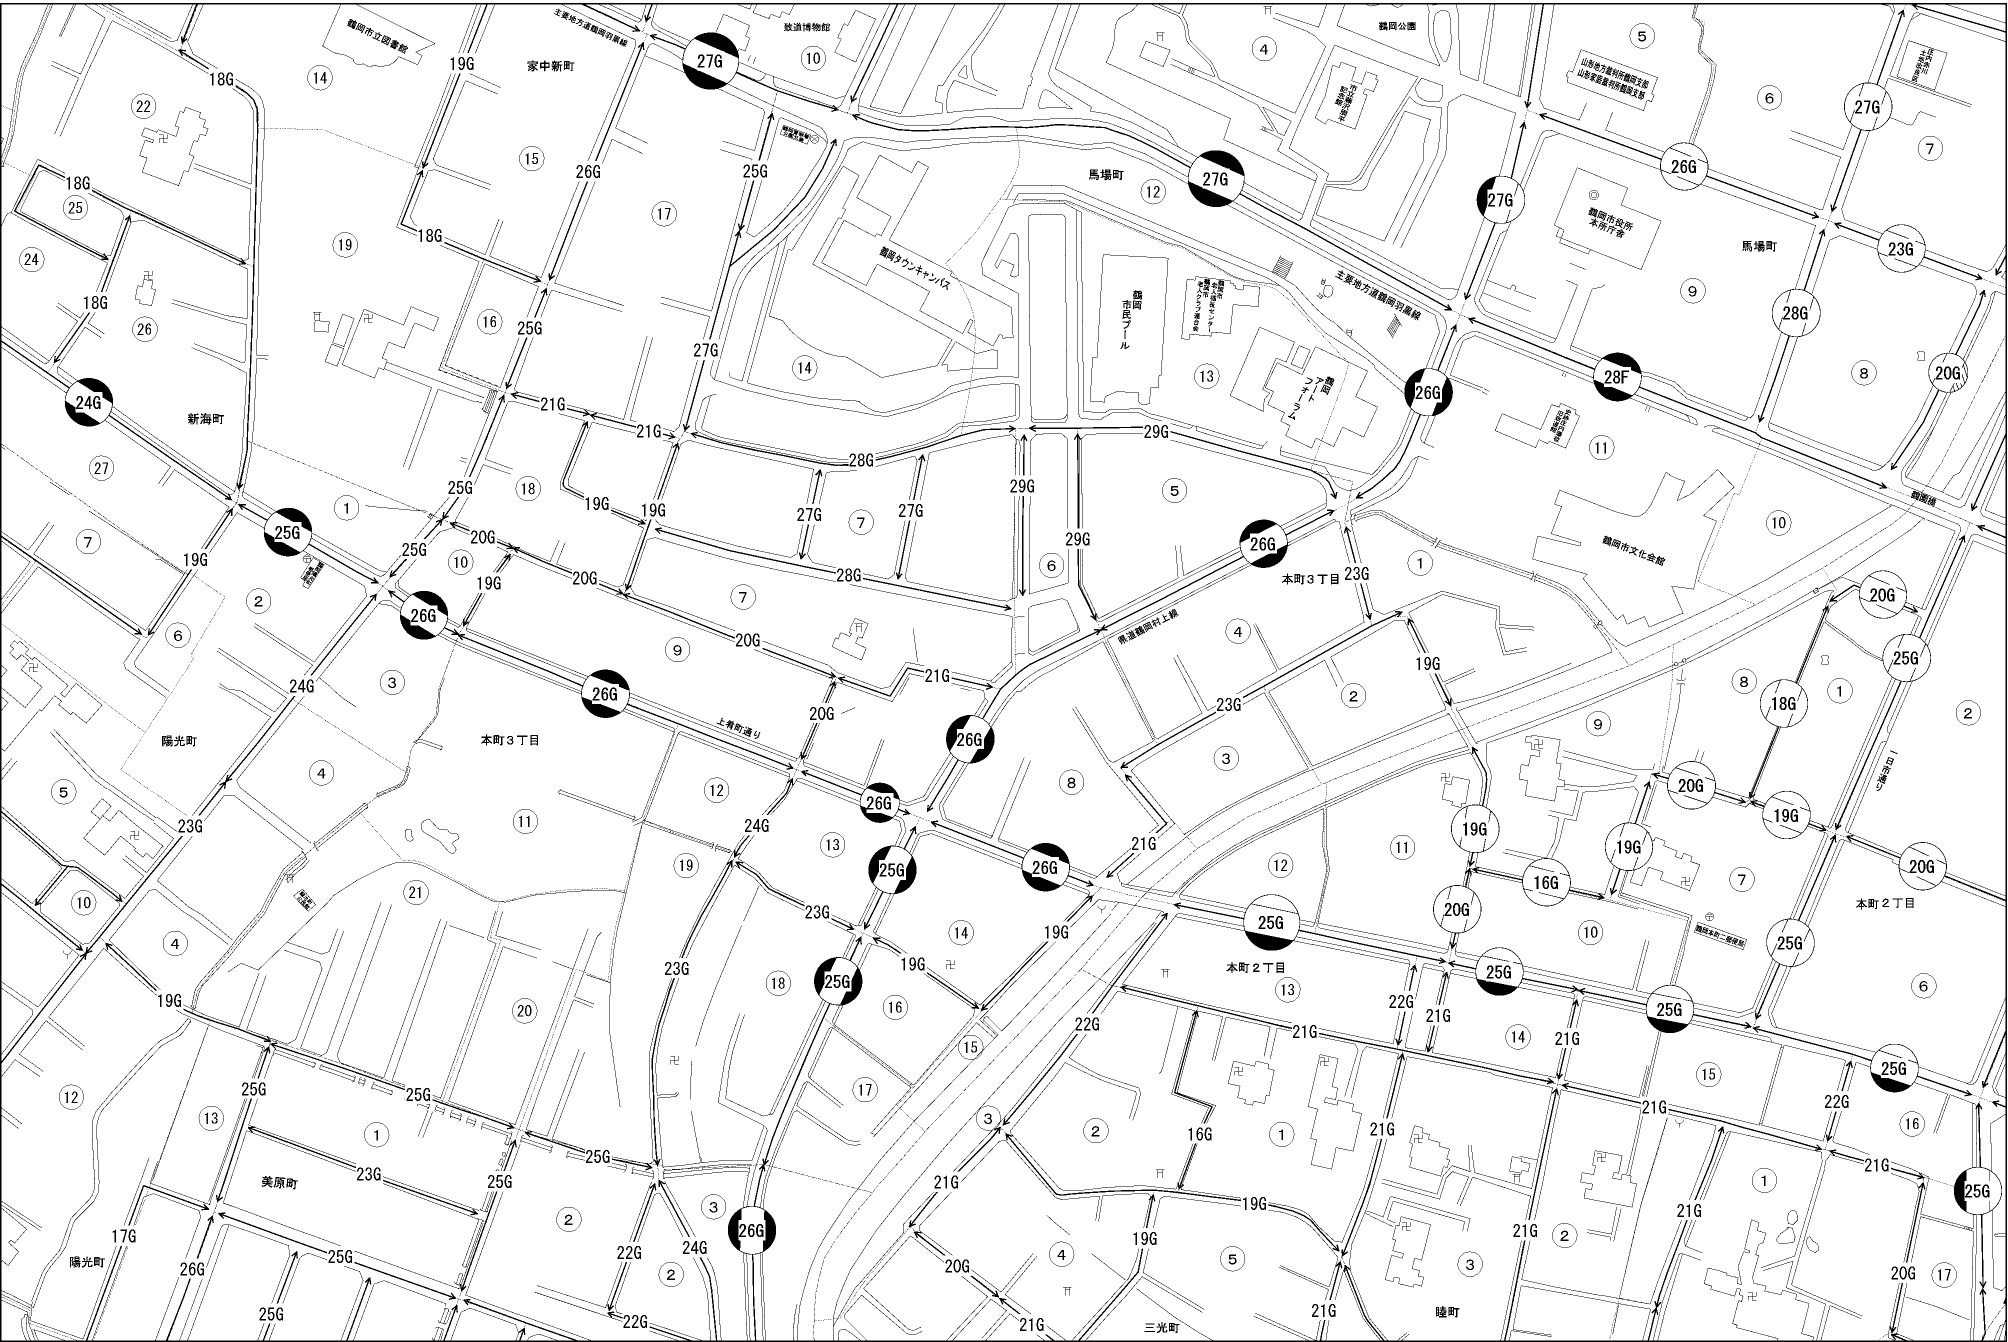 主要地方道鶴岡羽黒線
鶴岡市立図書館
致道博物館
鶴岡公園
山形地方裁判所鶴岡支部
山形家庭裁判所鶴岡支部
家中新町
19G
27G
10
4
5
18G
14
22
6
27G
7
15
26G
25G
26G
18G
25
馬場町
12
27G
27G
鶴岡市役所
本所庁舎
馬場町
23G
17
19
18G
24
鶴岡タウンキャンパス
主要地方道鶴岡羽黒線
9
28G
18G
26
16
25G
27G
14
鶴岡
市民プール
13
鶴岡
アート
フォーラム
26G
28F
8
20G
24G
新海町
21G
21G
28G
29G
11
鶴園橋
27
25G
18
19G
19G
27G
7
27G
29G
5
10
1
25G
25G
20G
10
29G
26G
鶴岡市文化会館
7
19G
19G
20G
28G
6
23G
1
本町3丁目
2
26G
7
県道鶴岡村上線
4
20G
6
20G
9
21G
19G
25G
3
24G
26G
20G
2
23G
8
1
18G
2
上肴町通り
26G
9
陽光町
本町3丁目
4
3
一日市通り
5
12
8
20G
19G
26G
23G
11
24G
13
21G
19G
19G
20G
19
25G
26G
12
11
16G
7
21
10
20G
本町2丁目
23G
25G
4
19G
14
10
25G
19G
本町2丁目
25G
鶴岡本町二郵便局
23G
18
25G
13
6
19G
20
16
22G
22G
21G
25G
21G
14
21G
15
15
25G
25G
25G
17
12
13
1
3
2
16G
1
21G
21G
22G
16
25G
23G
21G
25G
美原町
21G
19G
1
25G
2
3
21G
21G
17G
陽光町
26G
25G
22G
24G
26G
19G
4
5
3
2
2
20G
20G
17
25G
22G
21G
三光町
21G
睦町